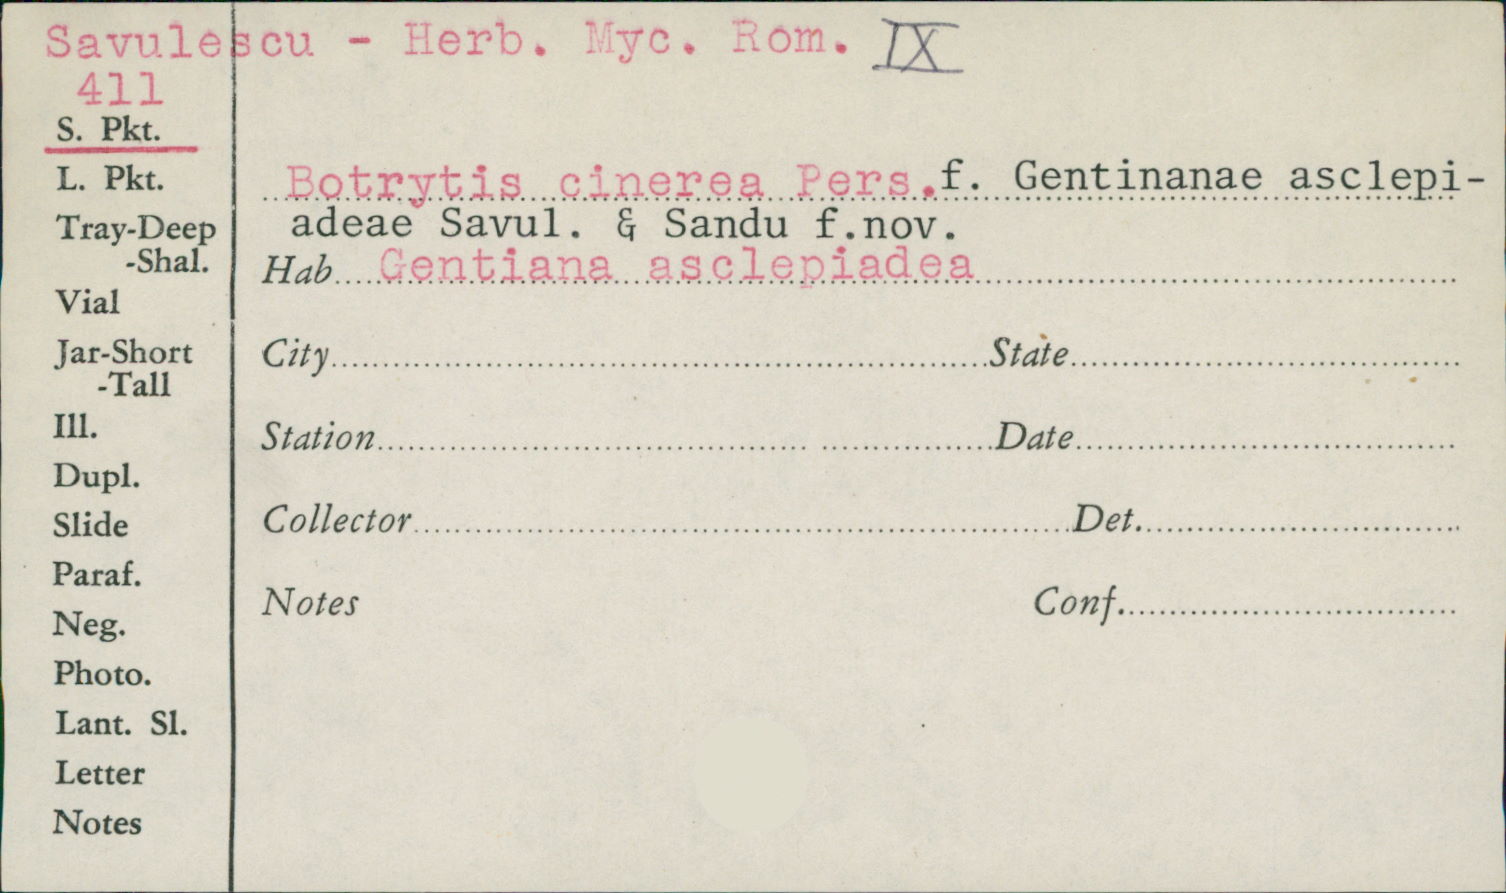 Savulescu - Herb. Myc. Rom. IX
411
S. Pkt.
L. Pkt.
Tray-Deep
-Shal.
Vial
Jar-Short
-Tall
Ill.
Dupl.
Slide
Paraf.
Neg.
Photo.
Lant. Sl.
Letter
Notes
Botrytis cinerea Pers. f. Gentinanae asclepi-
adeae Savul. & Sandu f.nov.
Hab Gentiana asclepiadea
City State
Station Date
Collector Det.
Notes Conf.